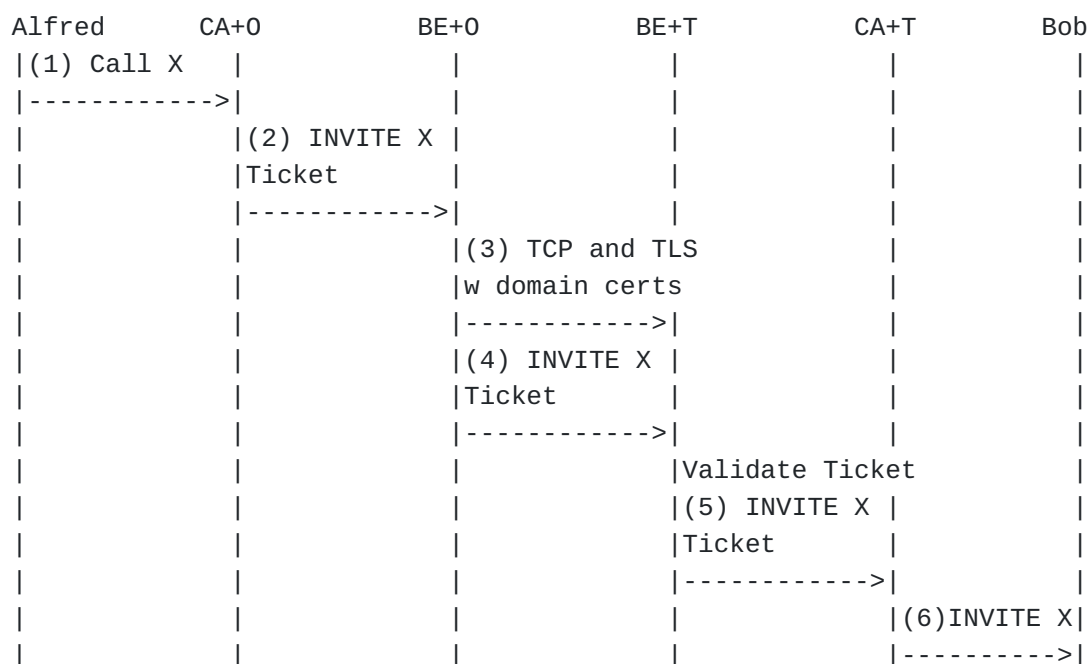 Alfred CA+O BE+O BE+T CA+T Bob
|(1) Call X | | | | |
|------------>| | | | |
| |(2) INVITE X | | | |
| |Ticket | | | |
| |------------>| | | |
| | |(3) TCP and TLS | |
| | |w domain certs | |
| | |------------>| | |
| | |(4) INVITE X | | |
| | |Ticket | | |
| | |------------>| | |
| | | |Validate Ticket |
| | | |(5) INVITE X | |
| | | |Ticket | |
| | | |------------>| |
| | | | |(6)INVITE X|
| | | | |---------->|